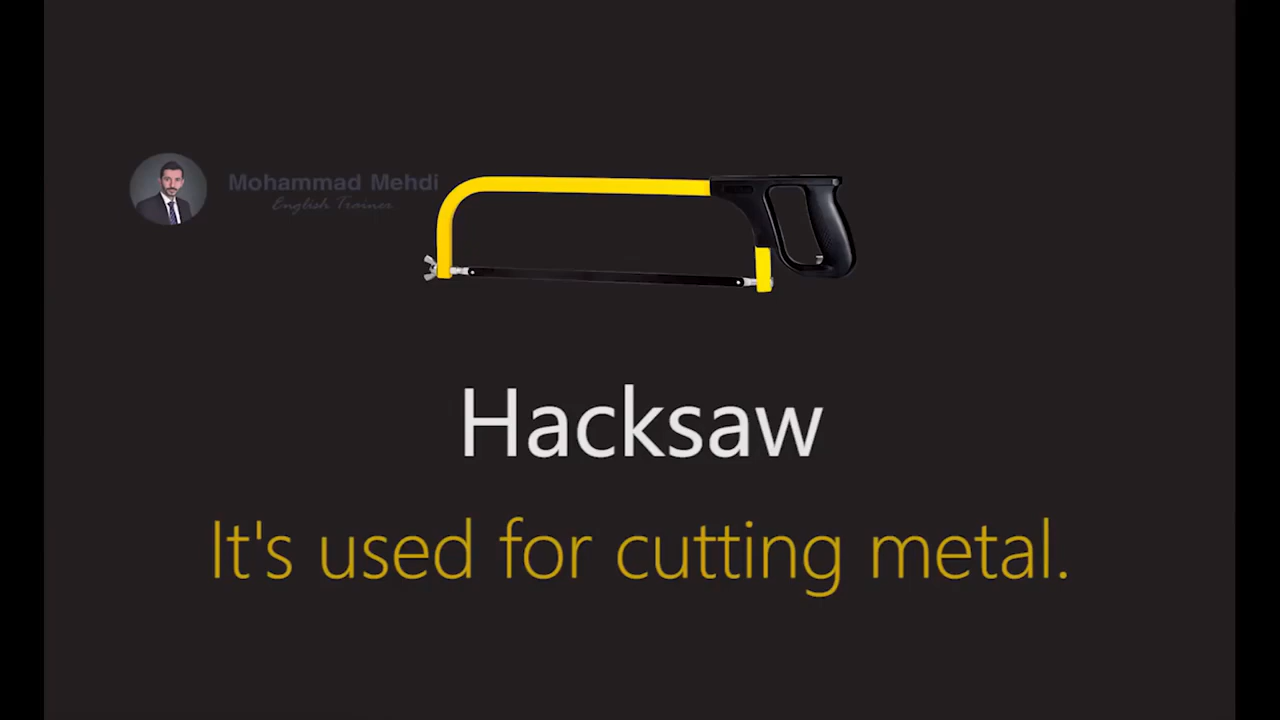 Mohammad Mehdi
English Trainer
Hacksaw
It's used for cutting metal.